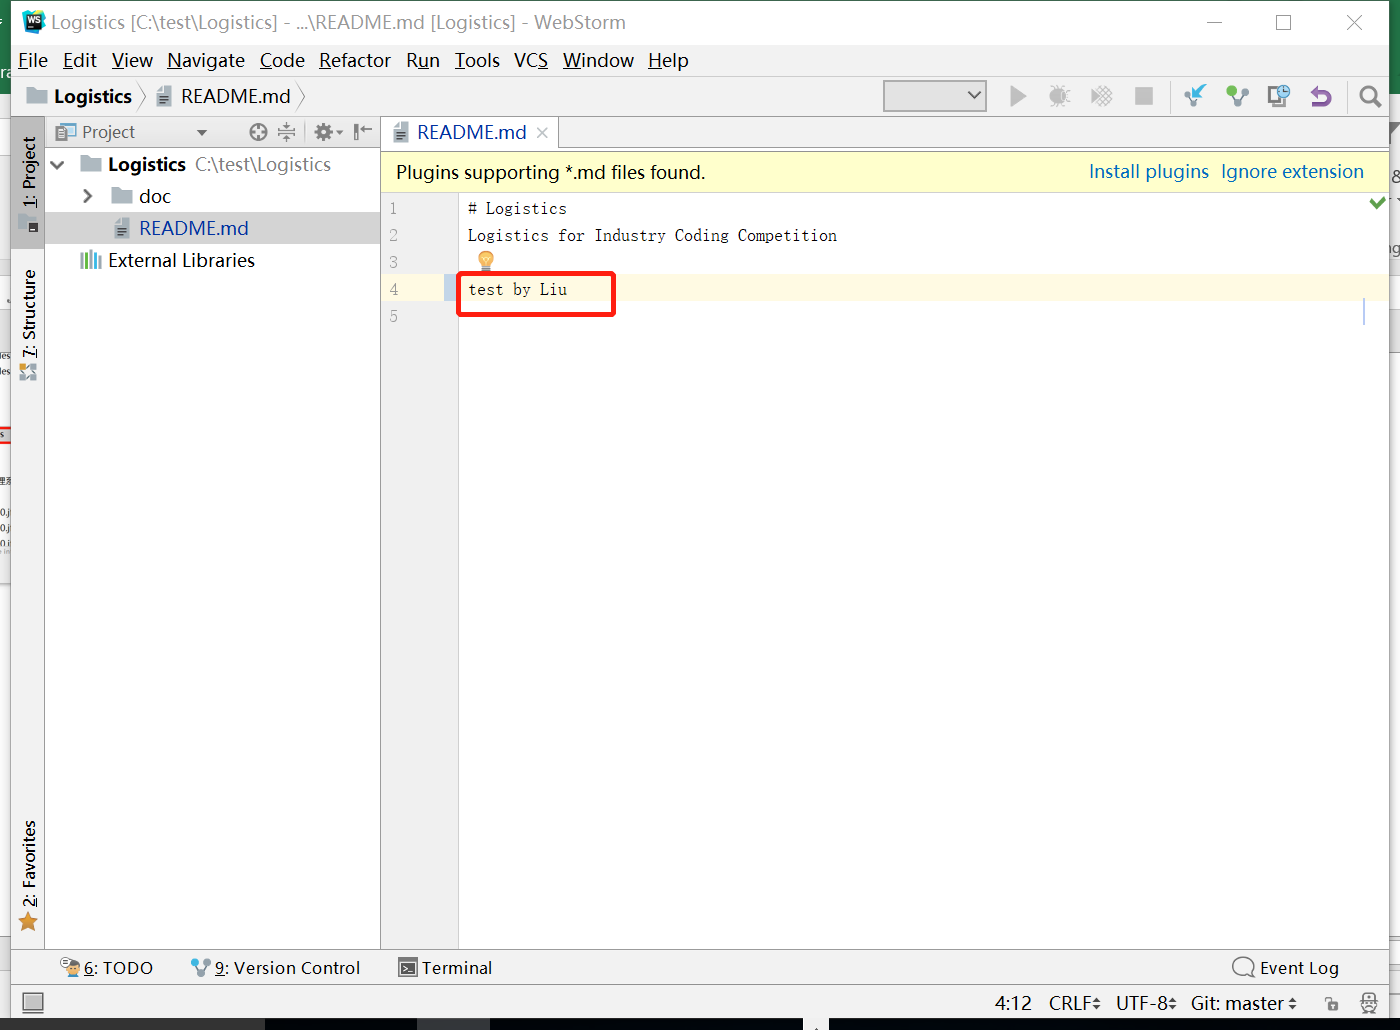 Logistics [C:\test\Logistics] - ...\README.md [Logistics] - WebStorm
File Edit View Navigate Code Refactor Run Tools VCS Window Help
Logistics README.md
1: Project
Project
README.md
Logistics C:\test\Logistics
doc
README.md
External Libraries
7: Structure
2: Favorites
Plugins supporting *.md files found. Install plugins Ignore extension
1 # Logistics
2 Logistics for Industry Coding Competition
3
4 test by Liu
5
6: TODO 9: Version Control Terminal Event Log
4:12 CRLF UTF-8 Git: master